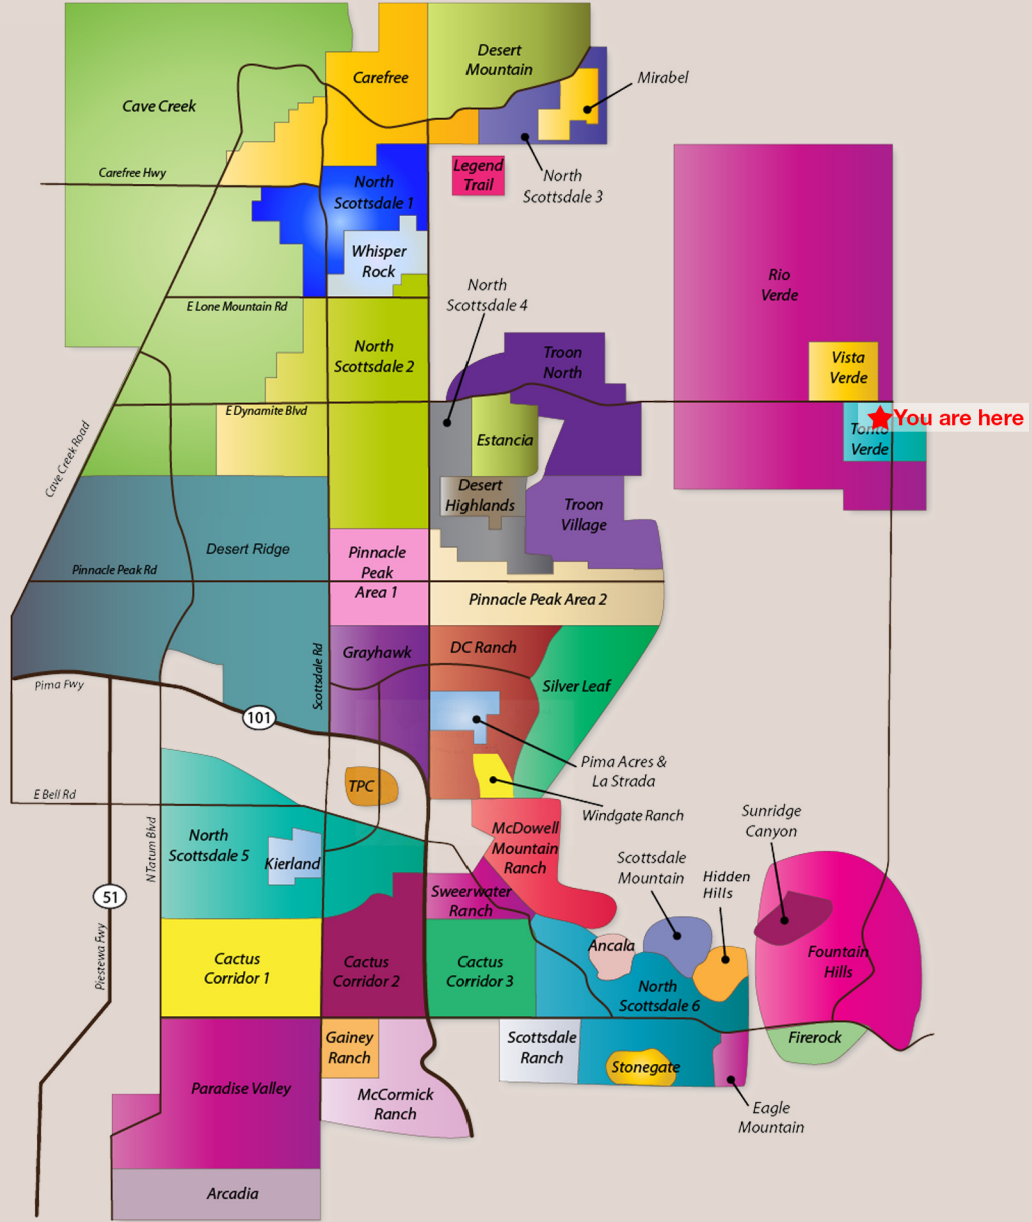 Desert
Mountain
Carefree
Mirabel
Cave Creek
Legend
Trail
Carefree Hwy
North
Scottsdale 3
North
Scottsdale 1
Whisper
Rock
Rio
Verde
E Lone Mountain Rd
North
Scottsdale 4
North
Scottsdale 2
Troon
North
Vista
Verde
E Dynamite Blvd
You are here
Tonto
Verde
Estancia
Cave Creek Road
Desert
Highlands
Troon
Village
Desert Ridge
Pinnacle
Peak
Area 1
Pinnacle Peak Rd
Pinnacle Peak Area 2
Grayhawk
DC Ranch
Scottsdale Rd
Silver Leaf
Pima Fwy
101
Pima Acres &
La Strada
TPC
E Bell Rd
Windgate Ranch
Sunridge
Canyon
North
Scottsdale 5
N Tatum Blvd
Kierland
McDowell
Mountain
Ranch
Scottsdale
Mountain
Hidden
Hills
51
Sweerwater
Ranch
Piestewa Fwy
Cactus
Corridor 1
Cactus
Corridor 2
Cactus
Corridor 3
Ancala
Fountain
Hills
North
Scottsdale 6
Gainey
Ranch
Scottsdale
Ranch
Firerock
Stonegate
Paradise Valley
McCormick
Ranch
Eagle
Mountain
Arcadia